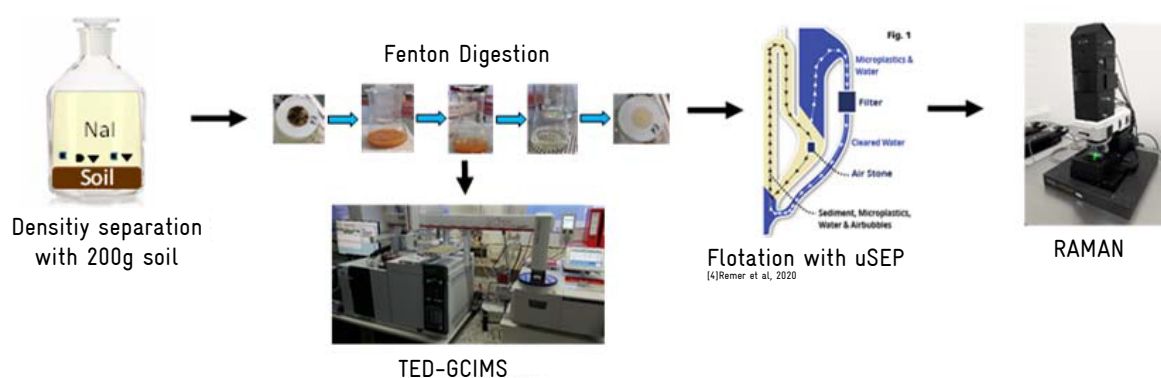 NaI
Soil
Densitiy separation
with 200g soil
Fenton Digestion
TED-GCIMS
Fig. 1
Microplastics &
Water
Filter
Cleared Water
Air Stone
Sediment, Microplastics,
Water & Airbubbles
Flotation with uSEP
[4]Remer et al, 2020
RAMAN